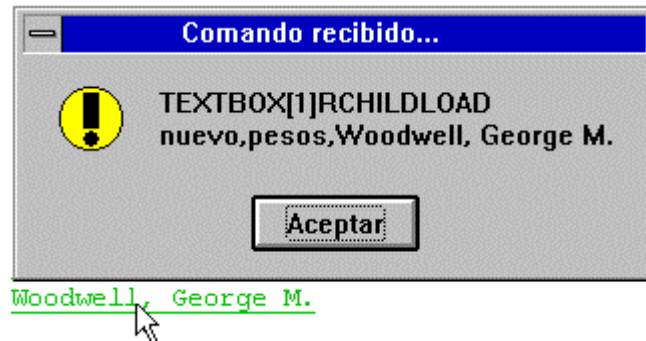 Comando recibido...
TEXTBOX[1]RCHILDLOAD
nuevo,pesos,Woodwell, George M.
Aceptar
Woodwell, George M.